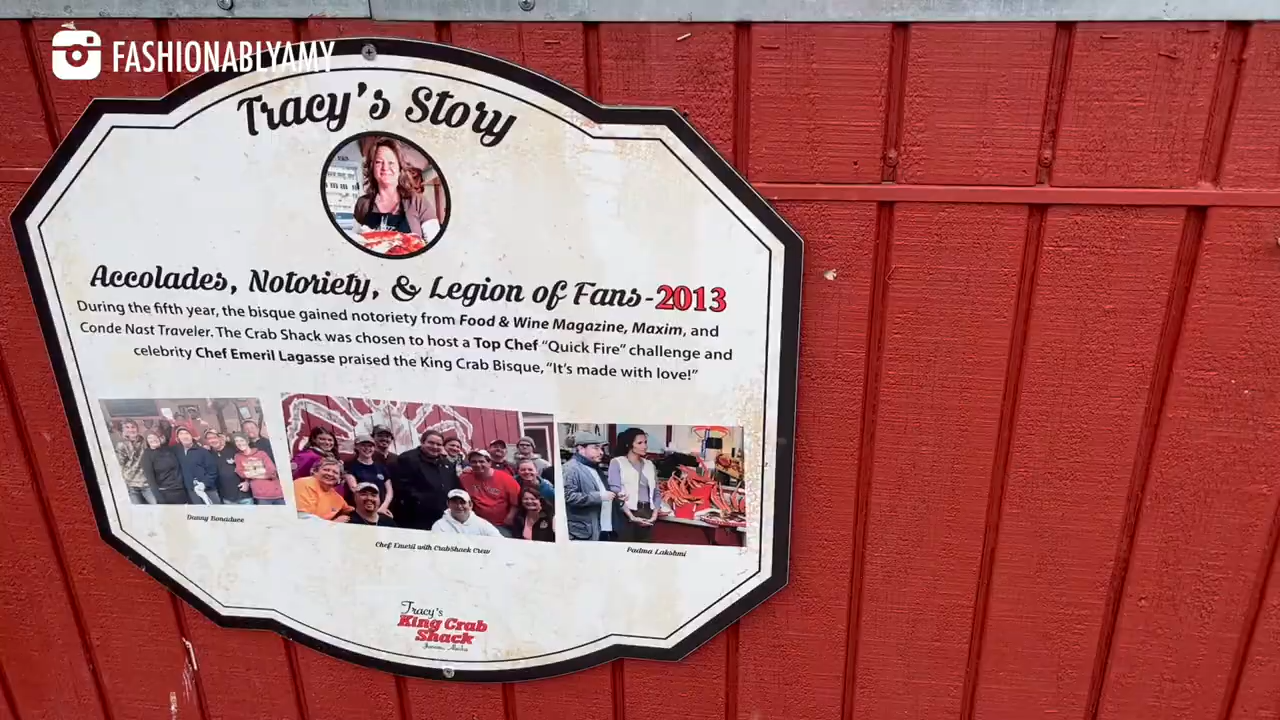 FASHIONABLYAMY
Tracy's Story
Accolades, Notoriety, & Legion of Fans-2013
During the fifth year, the bisque gained notoriety from Food & Wine Magazine, Maxim, and
Conde Nast Traveler. The Crab Shack was chosen to host a Top Chef "Quick Fire" challenge and
celebrity Chef Emeril Lagasse praised the King Crab Bisque, "It's made with love!"
Danny Bonaduce
Chef Emeril with CrabShack Crew
Padma Lakshmi
Tracy's
King Crab
Shack
Juneau, Alaska